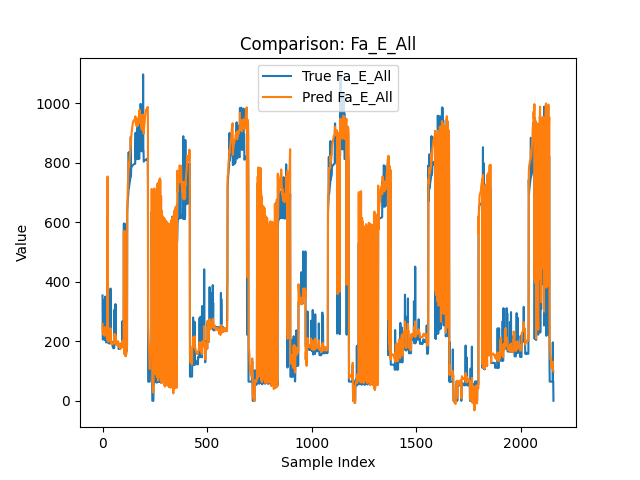 Comparison: Fa_E_All
True Fa_E_All
Pred Fa_E_All
Value
1000
800
600
400
200
0
0 500 1000 1500 2000
Sample Index